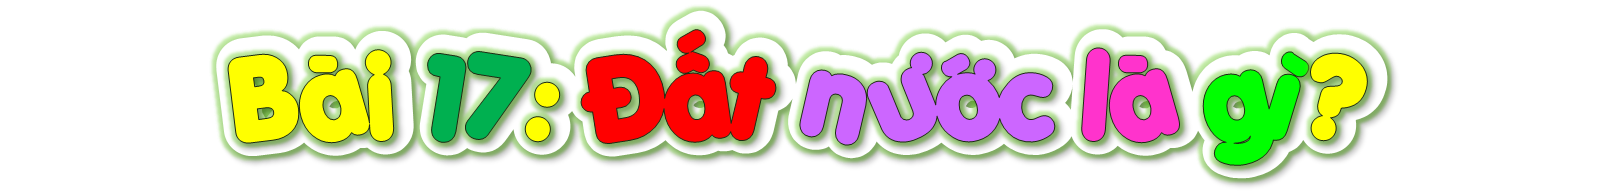 Bài 17: Đất nước là gì?